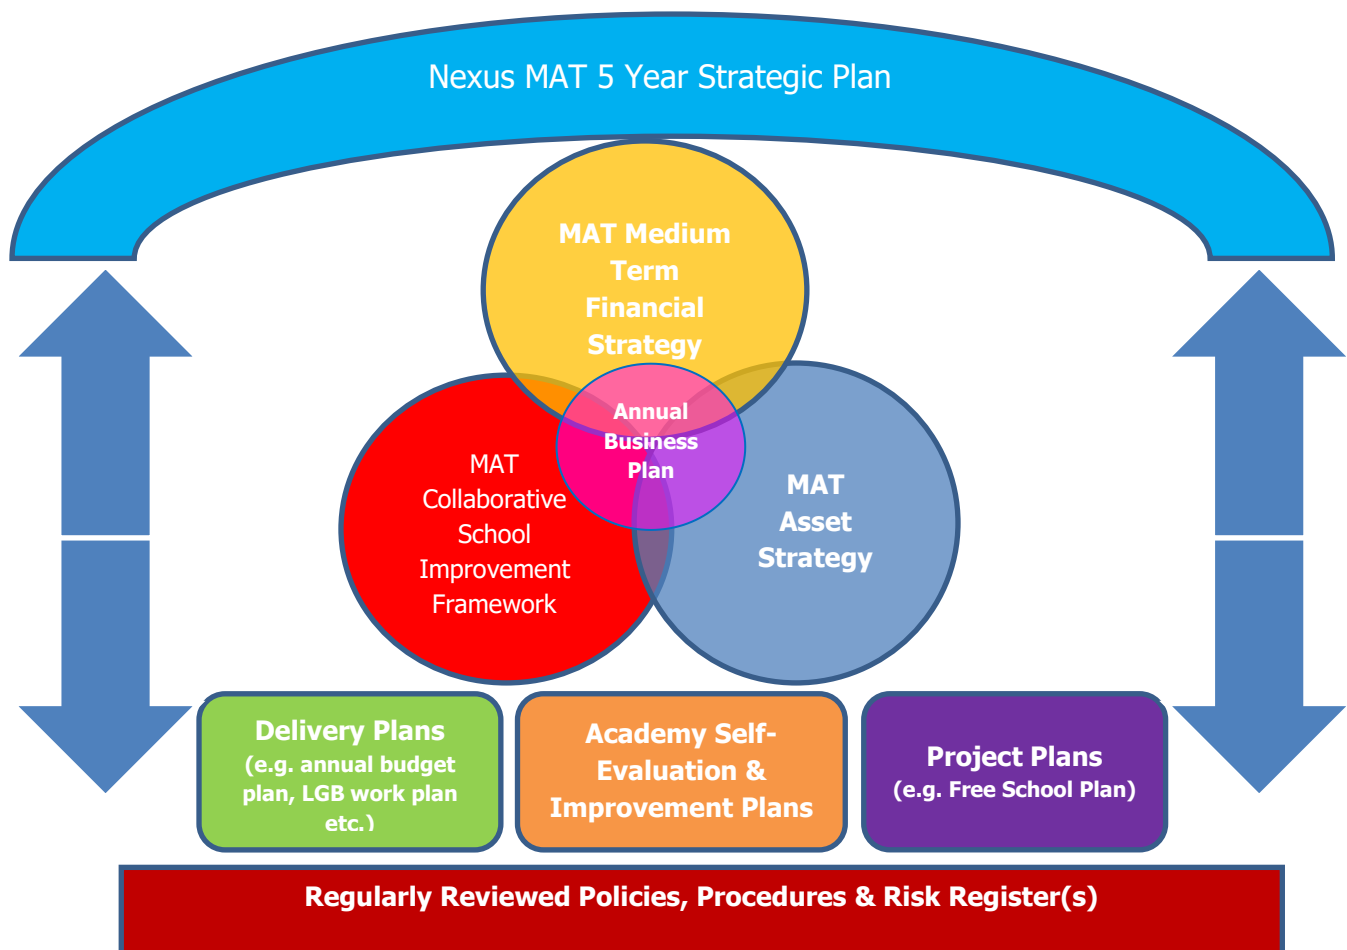 Nexus MAT 5 Year Strategic Plan
MAT Medium
Term
Financial
Strategy
Annual
Business
Plan
MAT
Collaborative
School
Improvement
Framework
MAT
Asset
Strategy
Delivery Plans
(e.g. annual budget
plan, LGB work plan
etc.)
Academy Self-
Evaluation &
Improvement Plans
Project Plans
(e.g. Free School Plan)
Regularly Reviewed Policies, Procedures & Risk Register(s)